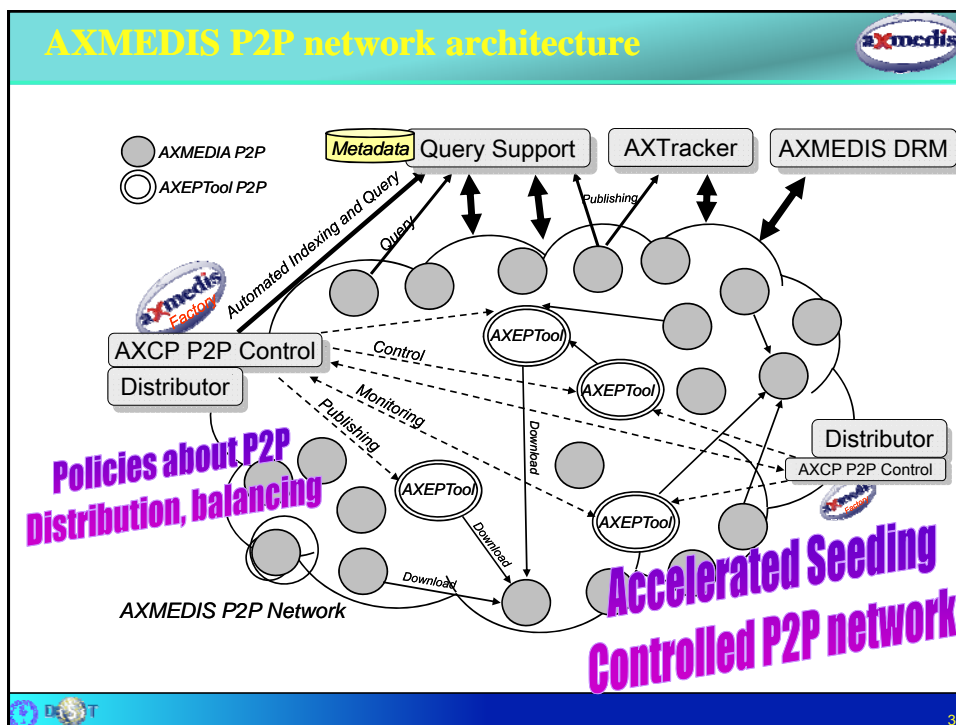 AXMEDIS P2P network architecture
axmedis
AXMEDIA P2P
AXEPTool P2P
Metadata
Query Support
AXTracker
AXMEDIS DRM
Automated Indexing and Query
Query
Publishing
axmedis
Factory
AXCP P2P Control
Distributor
Control
Monitoring
Publishing
AXEPTool
AXEPTool
Download
AXEPTool
AXEPTool
Download
Download
Distributor
AXCP P2P Control
Policies about P2P
Distribution, balancing
AXMEDIS P2P Network
Accelerated Seeding
Controlled P2P network
3